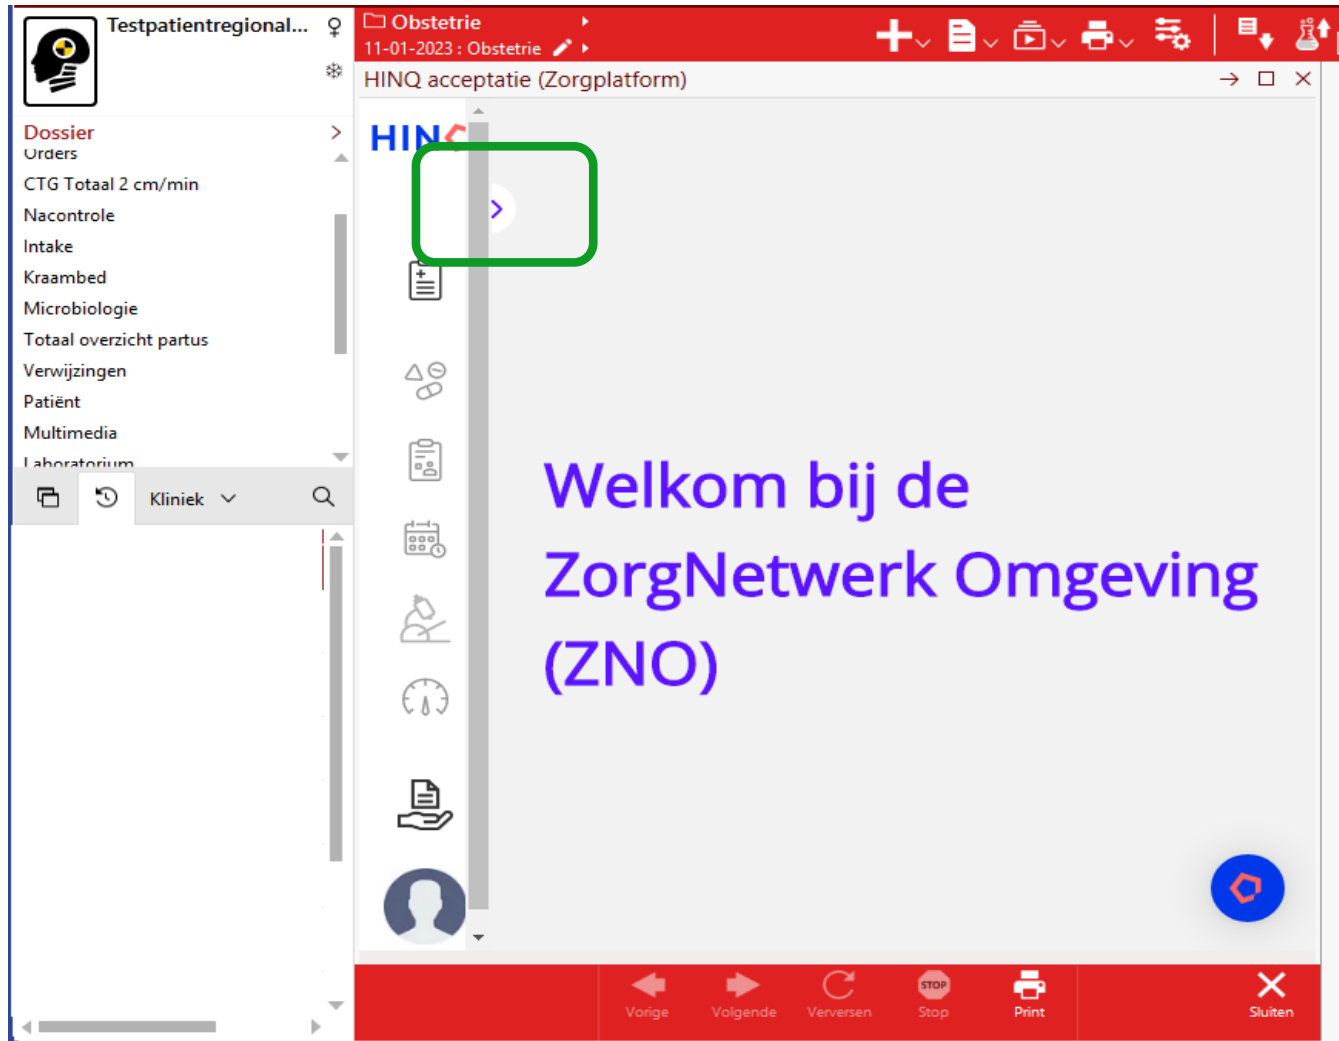 Testpatientregional...
Obstetrie
11-01-2023 : Obstetrie
HINQ acceptatie (Zorgplatform)
HINQ
Dossier
Orders
CTG Totaal 2 cm/min
Nacontrole
Intake
Kraambed
Microbiologie
Totaal overzicht partus
Verwijzingen
Patiënt
Multimedia
Laboratorium
Kliniek
Welkom bij de
ZorgNetwerk Omgeving
(ZNO)
STOP
Vorige
Volgende
Verversen
Stop
Print
Sluiten